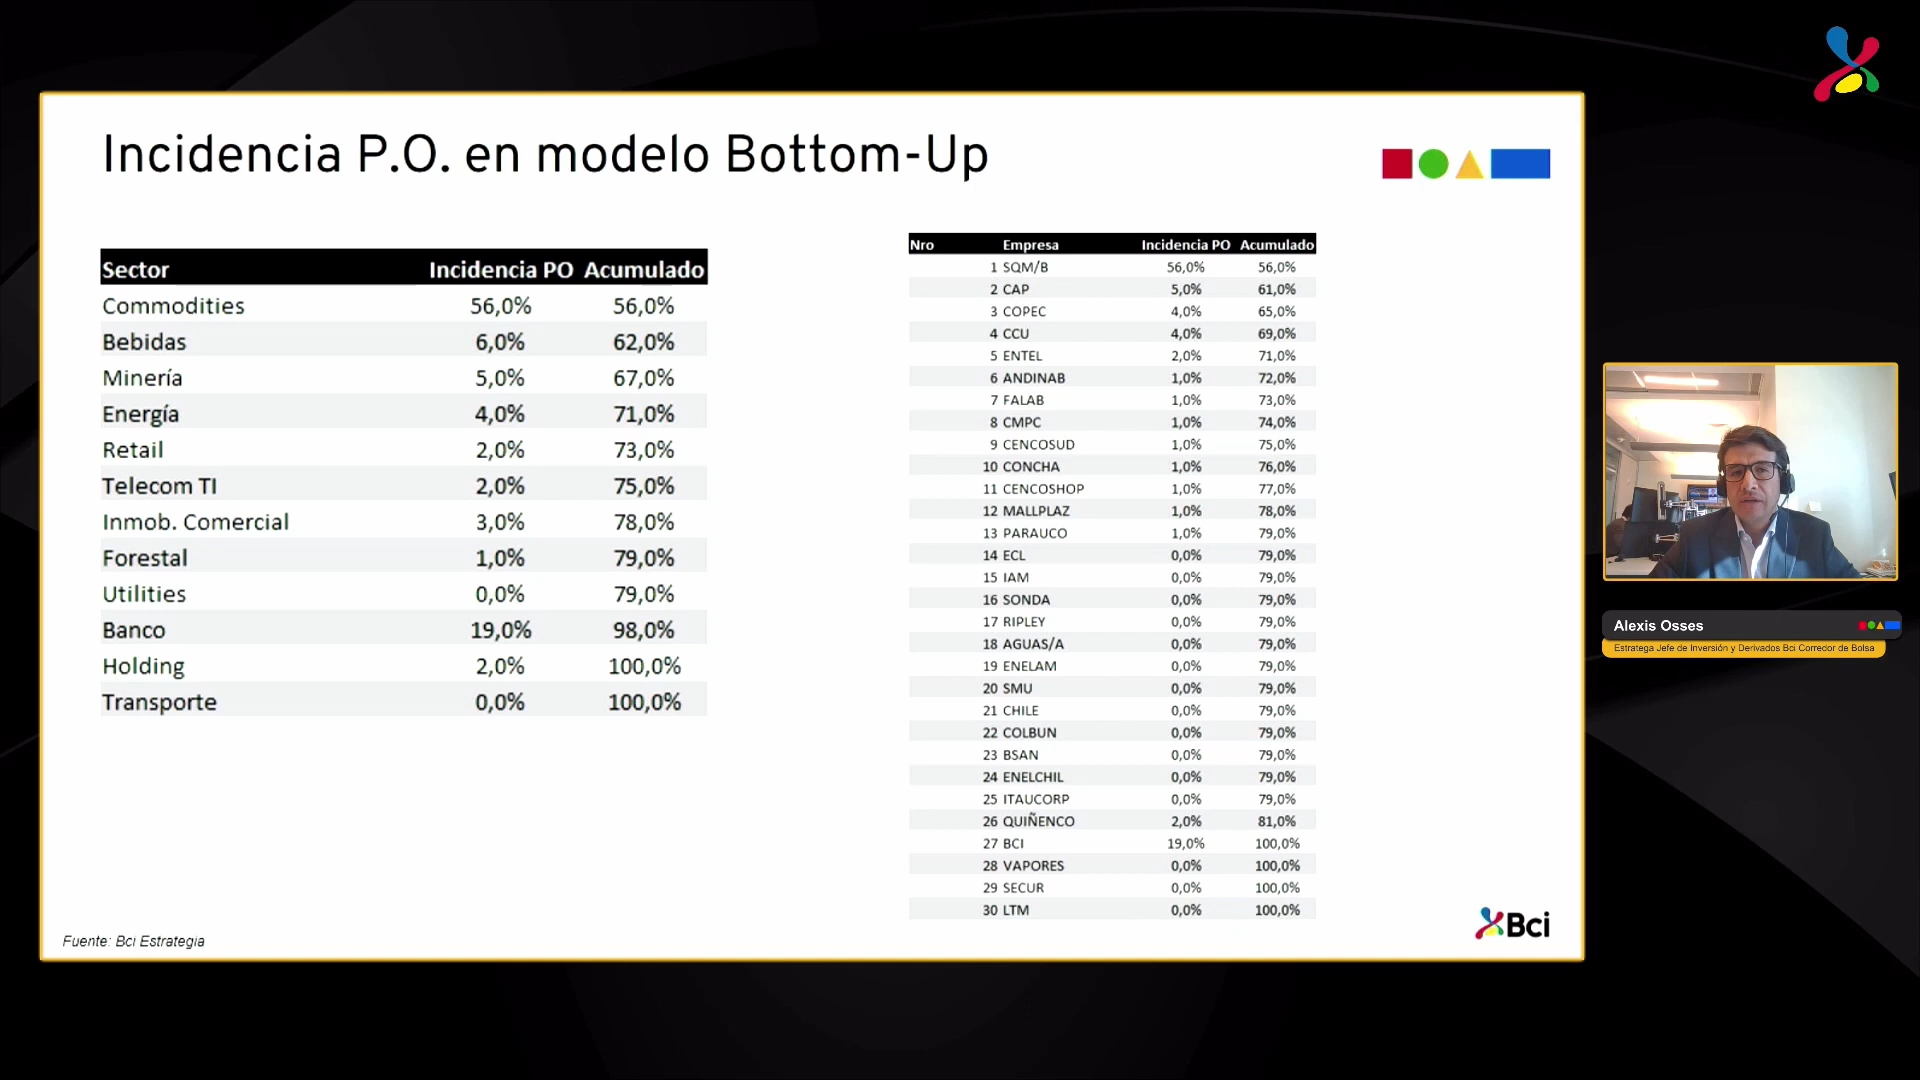 Incidencia P.O. en modelo Bottom-Up
Sector Incidencia PO Acumulado
Commodities 56,0% 56,0%
Bebidas 6,0% 62,0%
Minería 5,0% 67,0%
Energía 4,0% 71,0%
Retail 2,0% 73,0%
Telecom TI 2,0% 75,0%
Inmob. Comercial 3,0% 78,0%
Forestal 1,0% 79,0%
Utilities 0,0% 79,0%
Banco 19,0% 98,0%
Holding 2,0% 100,0%
Transporte 0,0% 100,0%
Nro Empresa Incidencia PO Acumulado
1 SQM/B 56,0% 56,0%
2 CAP 5,0% 61,0%
3 COPEC 4,0% 65,0%
4 CCU 4,0% 69,0%
5 ENTEL 2,0% 71,0%
6 ANDINAB 1,0% 72,0%
7 FALAB 1,0% 73,0%
8 CMPC 1,0% 74,0%
9 CENCOSUD 1,0% 75,0%
10 CONCHA 1,0% 76,0%
11 CENCOSHOP 1,0% 77,0%
12 MALLPLAZ 1,0% 78,0%
13 PARAUCO 1,0% 79,0%
14 ECL 0,0% 79,0%
15 IAM 0,0% 79,0%
16 SONDA 0,0% 79,0%
17 RIPLEY 0,0% 79,0%
18 AGUAS/A 0,0% 79,0%
19 ENELAM 0,0% 79,0%
20 SMU 0,0% 79,0%
21 CHILE 0,0% 79,0%
22 COLBUN 0,0% 79,0%
23 BSAN 0,0% 79,0%
24 ENELCHIL 0,0% 79,0%
25 ITAUCORP 0,0% 79,0%
26 QUIÑENCO 2,0% 81,0%
27 BCI 19,0% 100,0%
28 VAPORES 0,0% 100,0%
29 SECUR 0,0% 100,0%
30 LTM 0,0% 100,0%
Fuente: Bci Estrategia
Bci
Alexis Osses
Estratega Jefe de Inversión y Derivados Bci Corredor de Bolsa